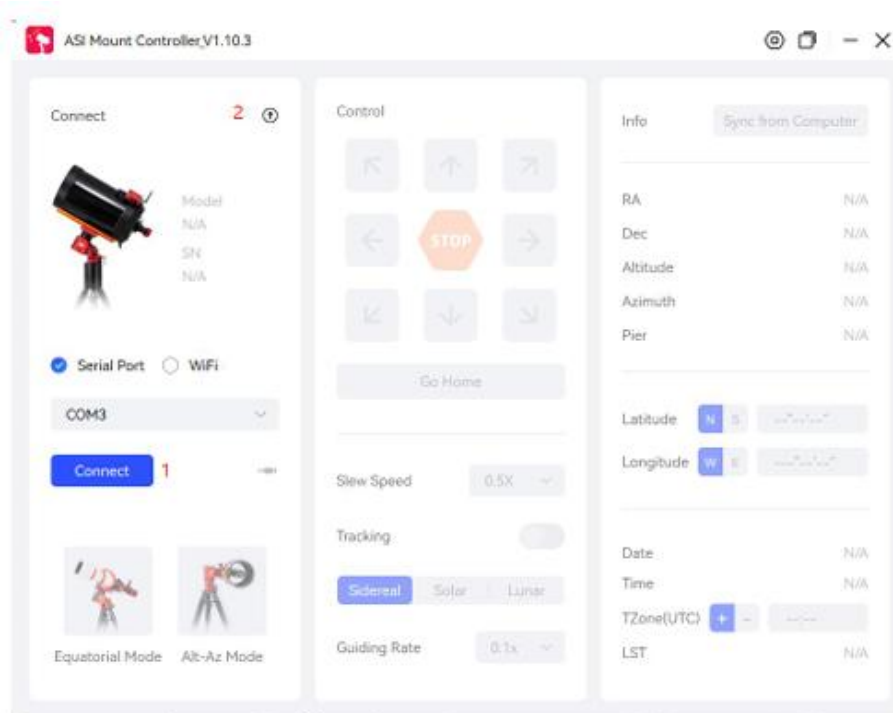 ASI Mount Controller_V1.10.3
Connect 2
Model
N/A
SN
N/A
Serial Port WiFi
COM3
Connect 1
Equatorial Mode Alt-Az Mode
Control
STOP
Go Home
Slew Speed 0.5X
Tracking
Sidereal Solar Lunar
Guiding Rate 0.1x
Info Sync from Computer
RA N/A
Dec N/A
Altitude N/A
Azimuth N/A
Pier N/A
Latitude N S --°--'--"
Longitude W E ---°--'--"
Date N/A
Time N/A
TZone(UTC) + - --:--
LST N/A